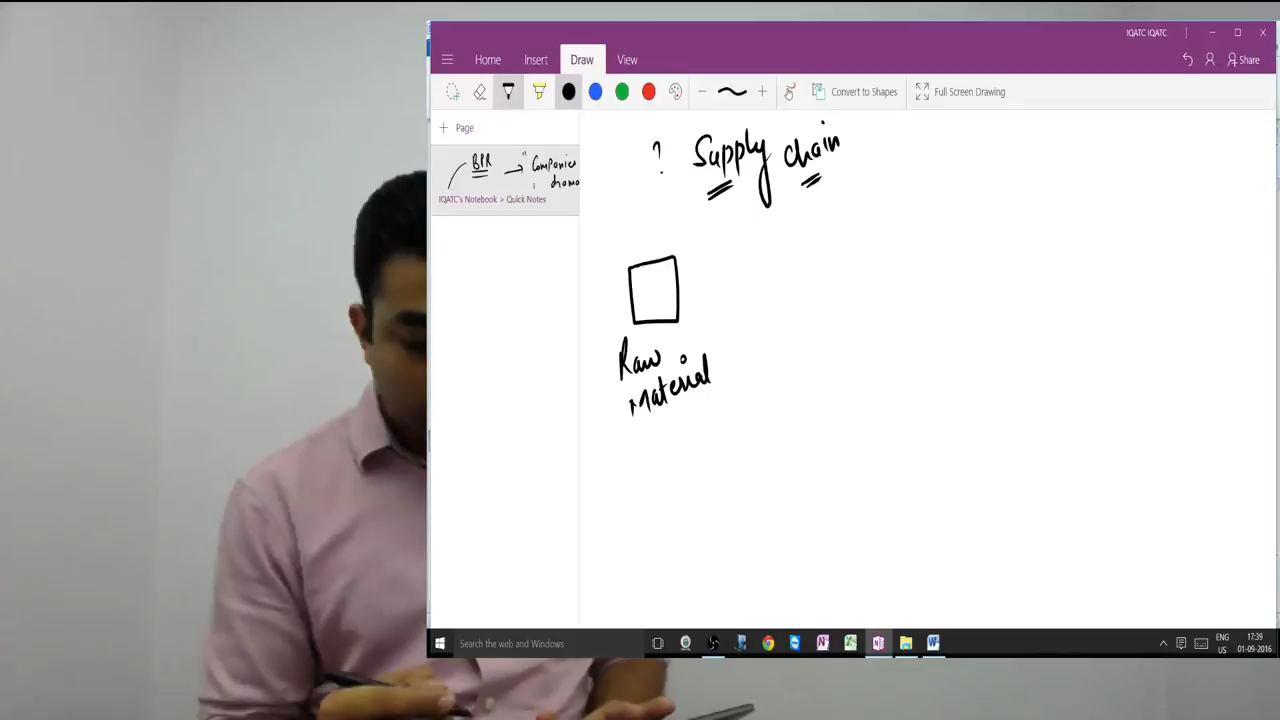 IQATC IQATC
Home Insert Draw View
Share
Convert to Shapes Full Screen Drawing
+ Page
BPR → "Companies
drama
IQATC's Notebook > Quick Notes
? Supply chain
Raw
Material
Search the web and Windows
ENG 17:39
US 01-09-2016